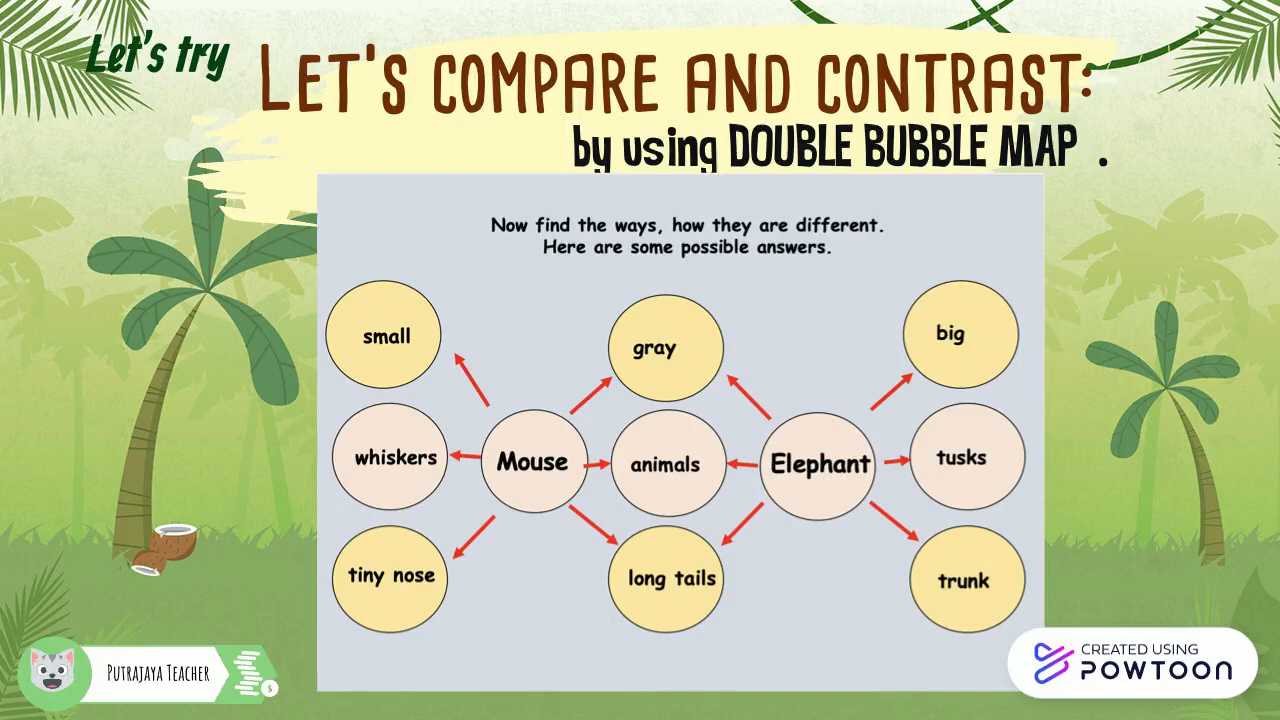 Let's try
LET'S COMPARE AND CONTRAST:
by using DOUBLE BUBBLE MAP .
Now find the ways, how they are different.
Here are some possible answers.
small
gray
big
whiskers
Mouse
animals
Elephant
tusks
tiny nose
long tails
trunk
PUTRAJAYA TEACHER
$
CREATED USING
POWTOON